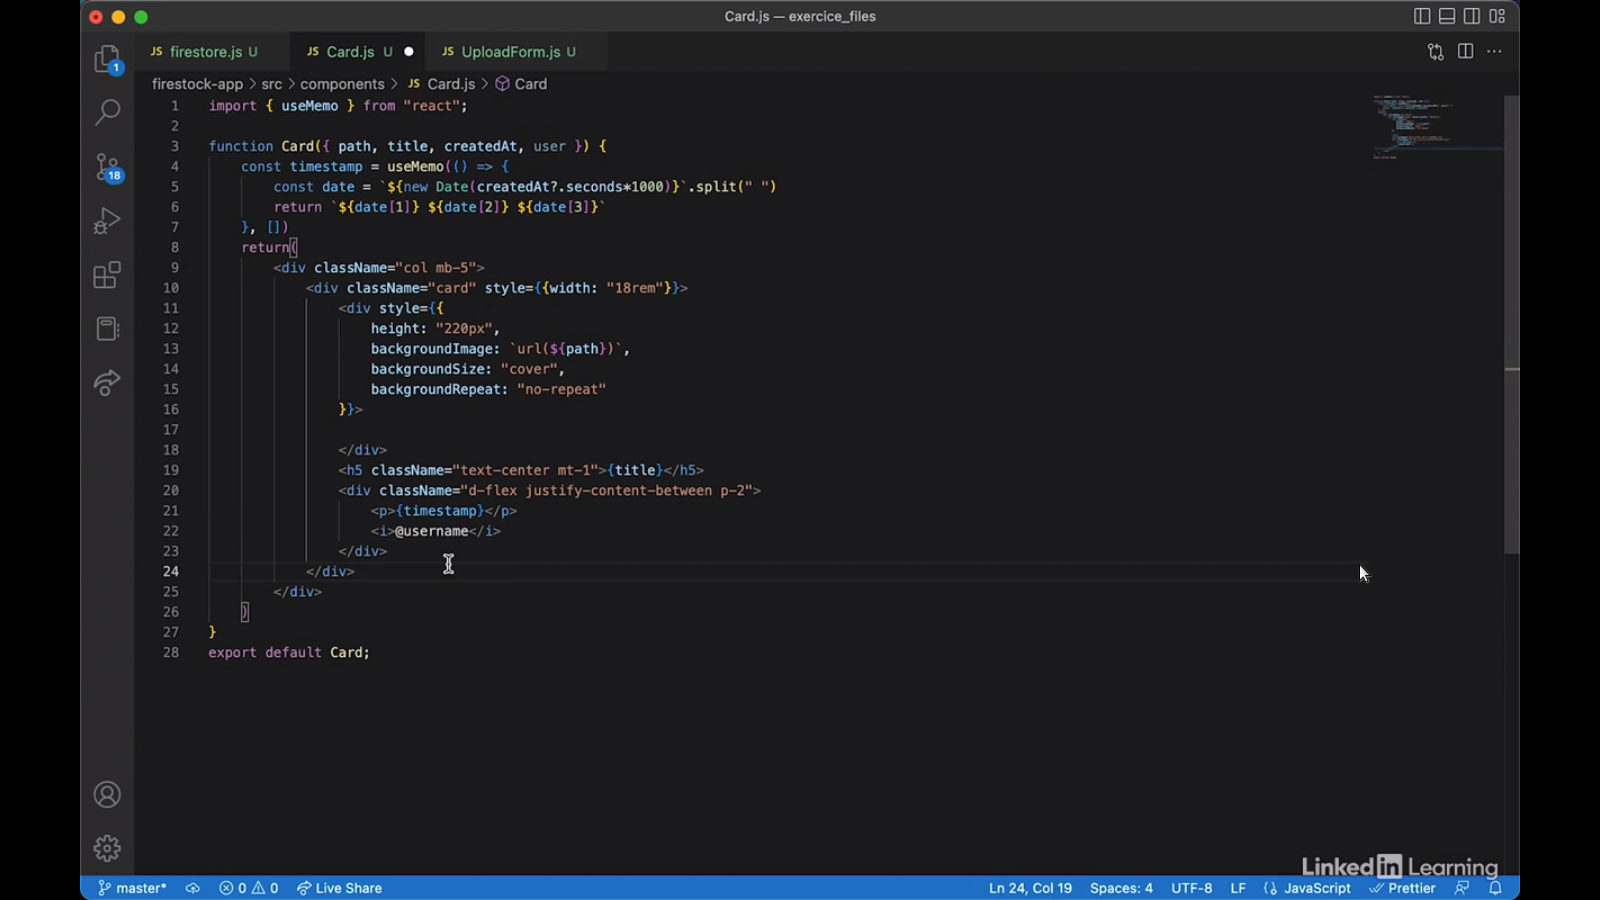 Card.js — exercice_files
JS firestore.js U
JS Card.js U
JS UploadForm.js U
firestock-app > src > components > JS Card.js > Card
1 import { useMemo } from "react";
2
3 function Card({ path, title, createdAt, user }) {
4 const timestamp = useMemo(() => {
5 const date = `${new Date(createdAt?.seconds*1000)}`.split(" ")
6 return `${date[1]} ${date[2]} ${date[3]}`
7 }, [])
8 return(
9 <div className="col mb-5">
10 <div className="card" style={{width: "18rem"}}>
11 <div style={{
12 height: "220px",
13 backgroundImage: `url(${path})`,
14 backgroundSize: "cover",
15 backgroundRepeat: "no-repeat"
16 }}>
17
18 </div>
19 <h5 className="text-center mt-1">{title}</h5>
20 <div className="d-flex justify-content-between p-2">
21 <p>{timestamp}</p>
22 <i>@username</i>
23 </div>
24 </div>
25 </div>
26 )
27 }
28 export default Card;
1
18
LinkedIn Learning
master* 0 0 Live Share Ln 24, Col 19 Spaces: 4 UTF-8 LF JavaScript Prettier